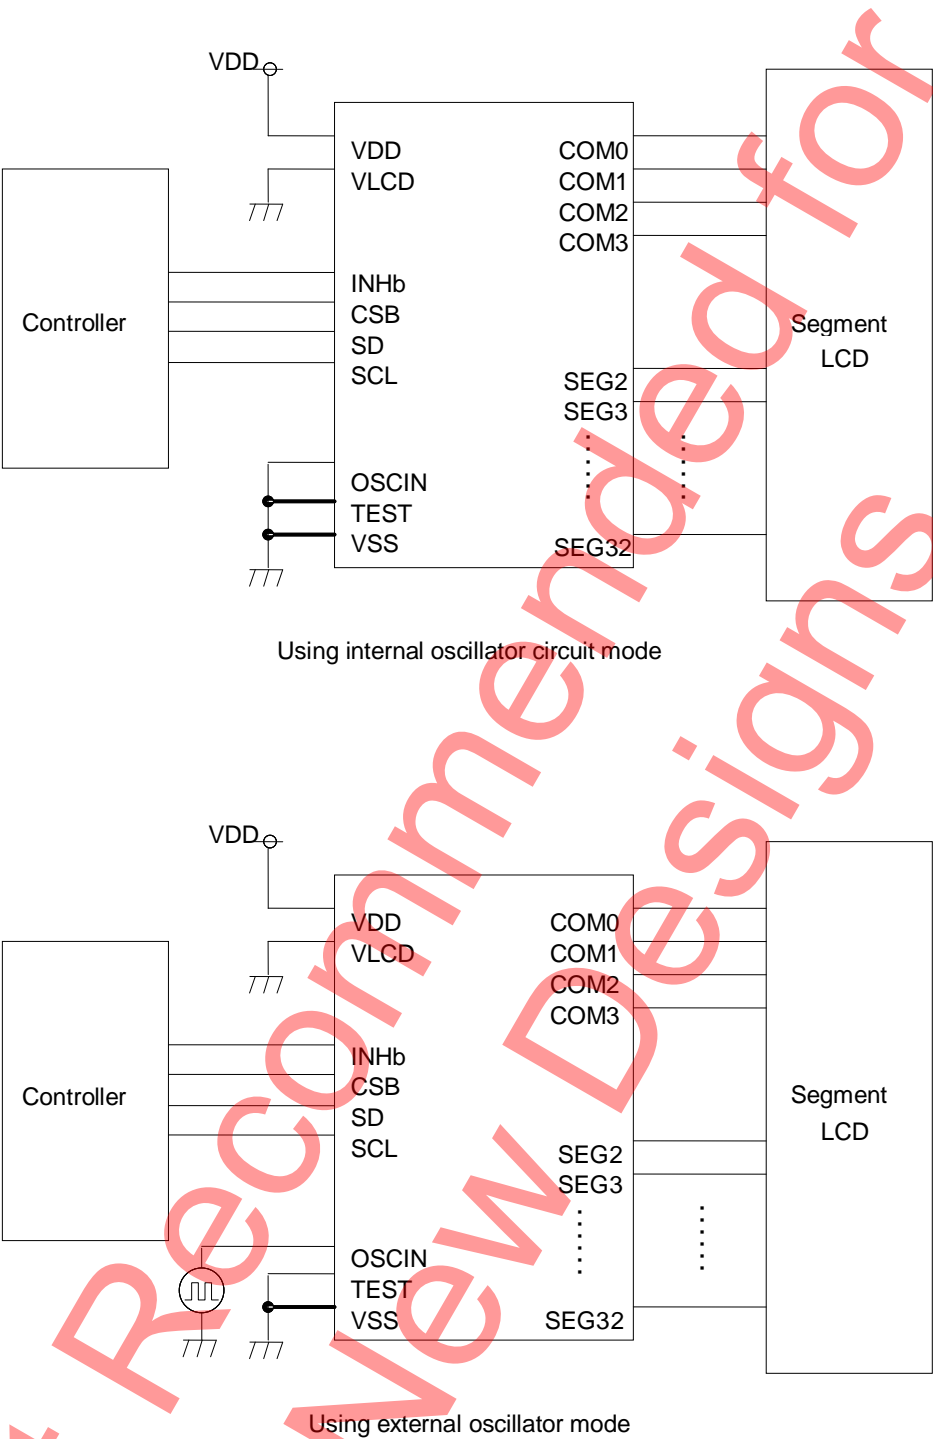 VDD
VDD
VLCD
INHb
CSB
SD
SCL
OSCIN
TEST
VSS
COM0
COM1
COM2
COM3
SEG2
SEG3
SEG32
Controller
Segment
LCD
Using internal oscillator circuit mode
VDD
VDD
VLCD
INHb
CSB
SD
SCL
OSCIN
TEST
VSS
COM0
COM1
COM2
COM3
SEG2
SEG3
SEG32
Controller
Segment
LCD
Using external oscillator mode
Recommended for
New Designs